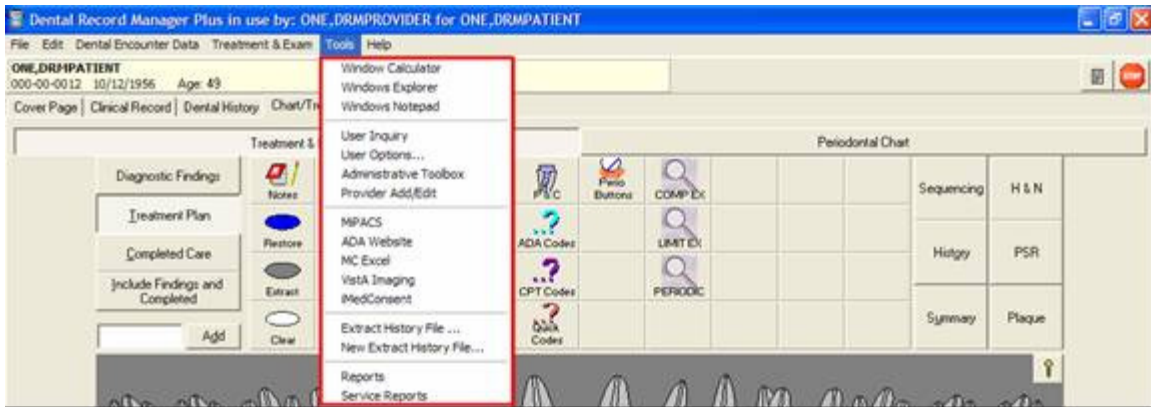 Dental Record Manager Plus in use by: ONE,DRMPROVIDER for ONE,DRMPATIENT
File Edit Dental Encounter Data Treatment & Exam Tools Help
ONE,DRMPATIENT
000-00-0012 10/12/1956 Age: 49
STOP
Cover Page Clinical Record Dental History Chart/Tr
Window Calculator
Windows Explorer
Windows Notepad
User Inquiry
User Options...
Administrative Toolbox
Provider Add/Edit
MiPACS
ADA Website
MC Excel
VistA Imaging
iMedConsent
Extract History File ...
New Extract History File...
Reports
Service Reports
Treatment & Periodontal Chart
Diagnostic Findings
Treatment Plan
Completed Care
Include Findings and
Completed
Add
Notes
Restore
Extract
Clear
ADA Codes
CPT Codes
Quick
Codes
Perio
Buttons
COMP EX
LIMIT EX
PERIODIC
Sequencing H & N
History PSR
Summary Plaque